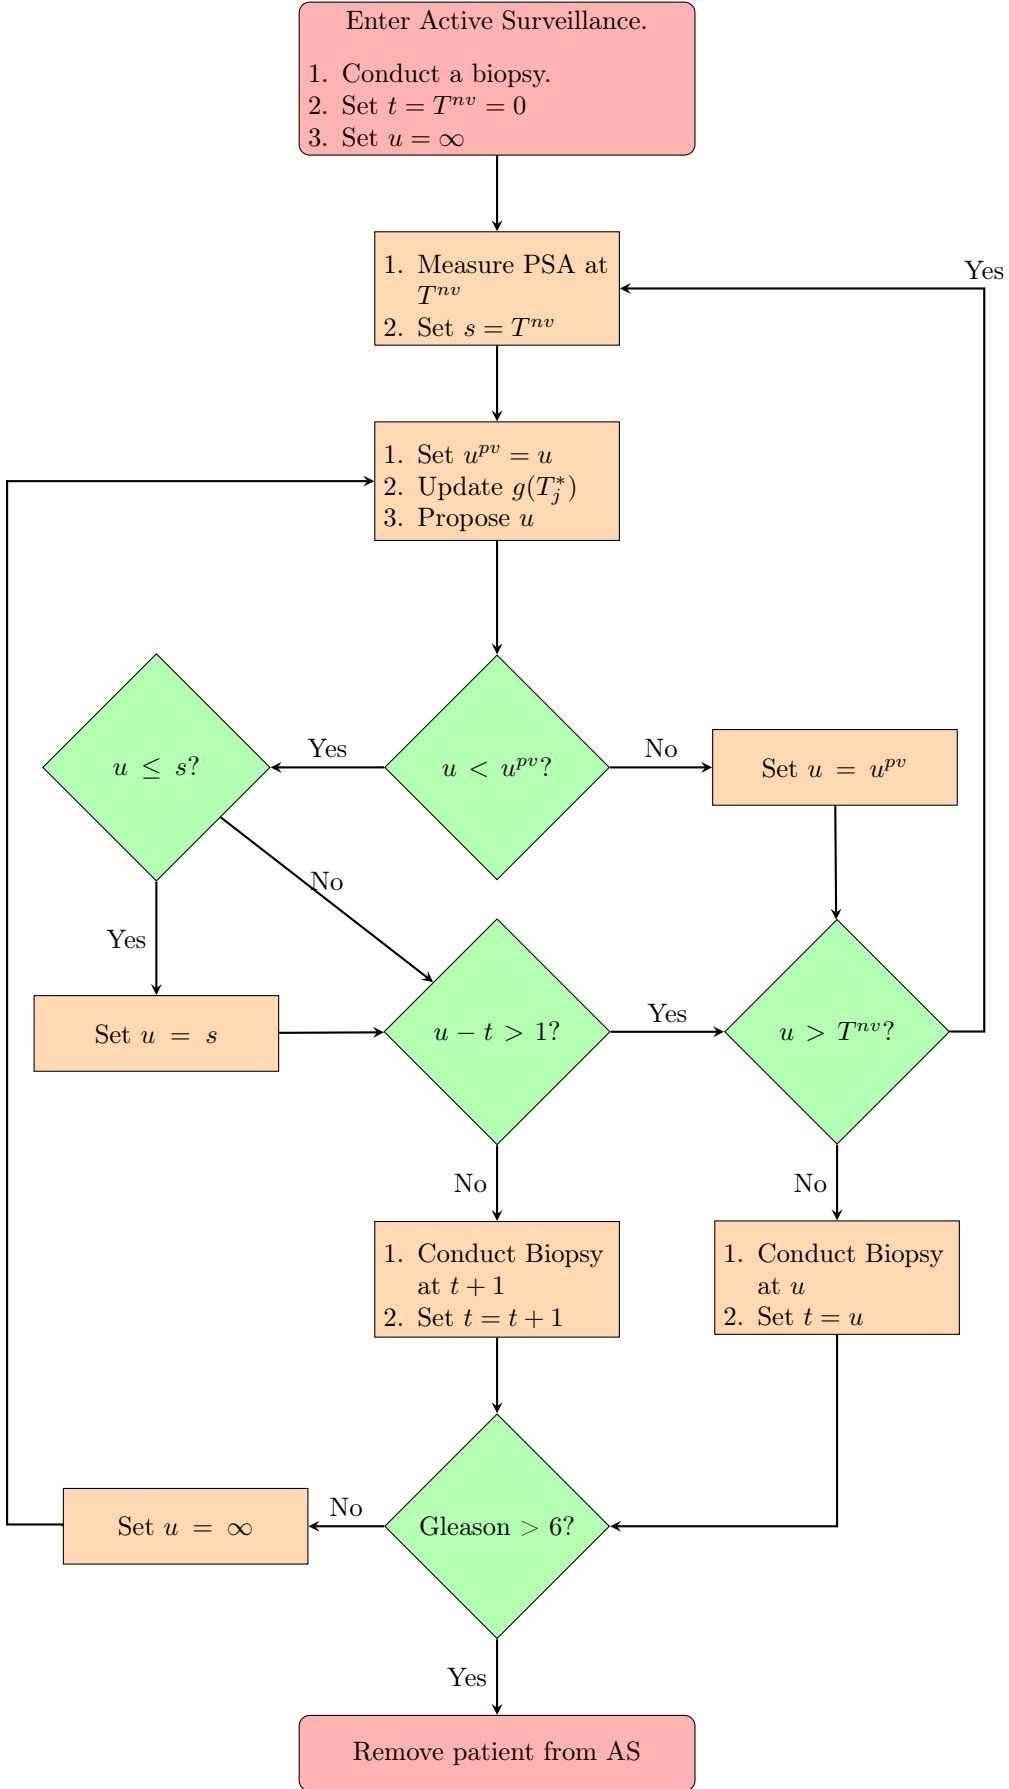 Enter Active Surveillance.
1. Conduct a biopsy.
2. Set t = T^{nv} = 0
3. Set u = ∞
1. Measure PSA at
T^{nv}
2. Set s = T^{nv}
Yes
1. Set u^{pv} = u
2. Update g(T_j^*)
3. Propose u
u ≤ s?
Yes
u < u^{pv}?
No
Set u = u^{pv}
No
Yes
Set u = s
u − t > 1?
Yes
u > T^{nv}?
No
No
1. Conduct Biopsy
at t + 1
2. Set t = t + 1
1. Conduct Biopsy
at u
2. Set t = u
Set u = ∞
No
Gleason > 6?
Yes
Remove patient from AS